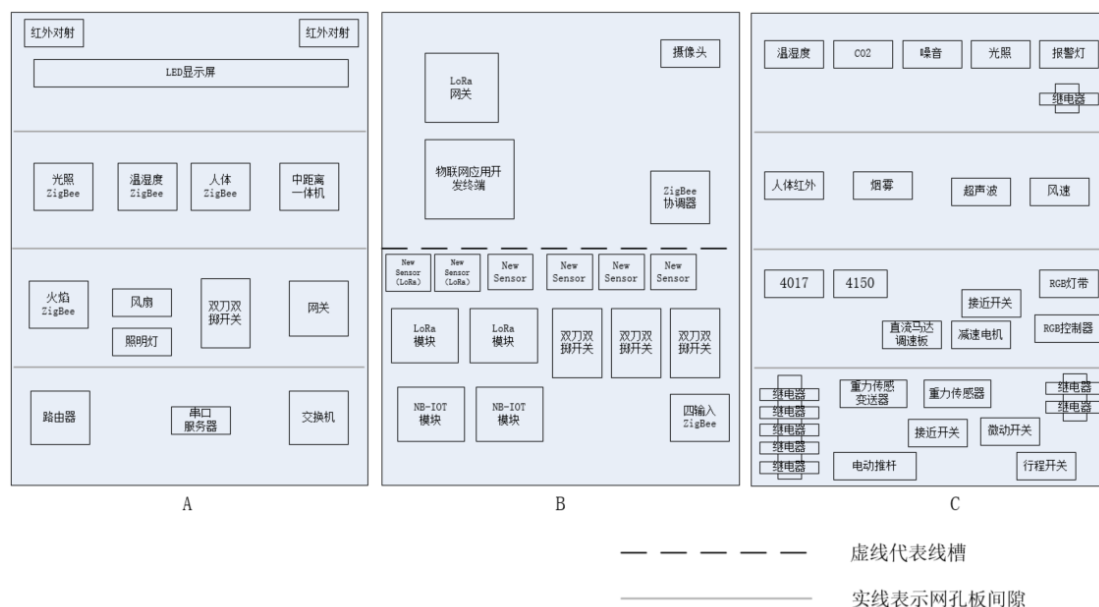 红外对射
红外对射
LED显示屏
光照
ZigBee
温湿度
ZigBee
人体
ZigBee
中距离
一体机
火焰
ZigBee
风扇
照明灯
双刀双
掷开关
网关
路由器
串口
服务器
交换机
A
LoRa
网关
摄像头
物联网应用开
发终端
ZigBee
协调器
New
Sensor
(LoRa)
New
Sensor
(LoRa)
New
Sensor
New
Sensor
New
Sensor
New
Sensor
LoRa
模块
LoRa
模块
双刀双
掷开关
双刀双
掷开关
双刀双
掷开关
NB-IOT
模块
NB-IOT
模块
四输入
ZigBee
B
温湿度
CO2
噪音
光照
报警灯
继电器
人体红外
烟雾
超声波
风速
4017
4150
接近开关
RGB灯带
直流马达
调速板
减速电机
RGB控制器
继电器
继电器
继电器
继电器
继电器
重力传感
变送器
重力传感器
继电器
继电器
接近开关
微动开关
电动推杆
行程开关
C
虚线代表线槽
实线表示网孔板间隙